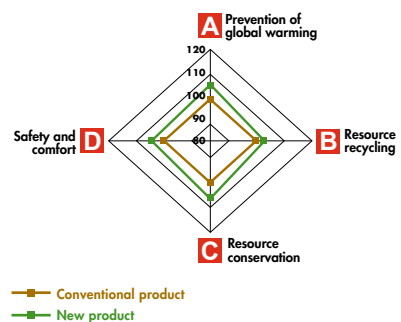 A
Prevention of
global warming
120
110
100
90
80
Safety and
comfort
D
B
Resource
recycling
C
Resource
conservation
Conventional product
New product